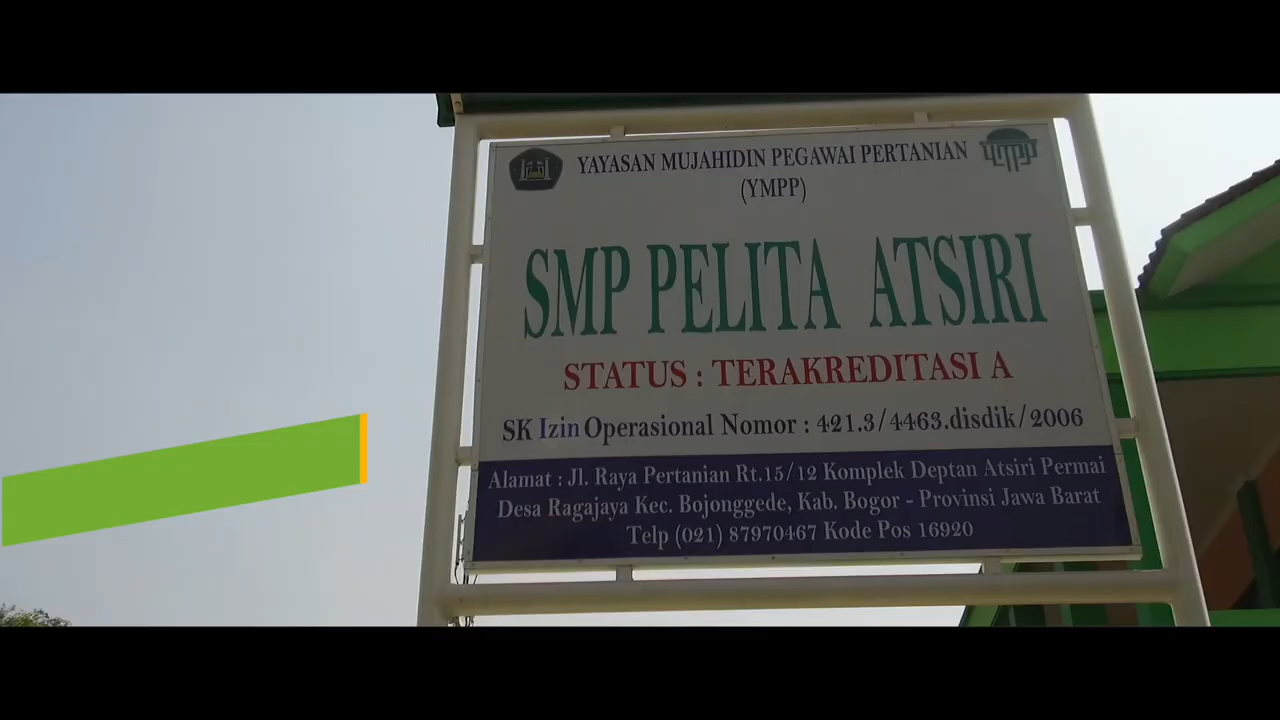 YAYASAN MUJAHIDIN PEGAWAI PERTANIAN
(YMPP)
SMP PELITA ATSIRI
STATUS : TERAKREDITASI A
SK Izin Operasional Nomor : 421.3/4463.disdik/2006
Alamat : Jl. Raya Pertanian Rt.15/12 Komplek Deptan Atsiri Permai
Desa Ragajaya Kec. Bojonggede, Kab. Bogor - Provinsi Jawa Barat
Telp (021) 87970467 Kode Pos 16920